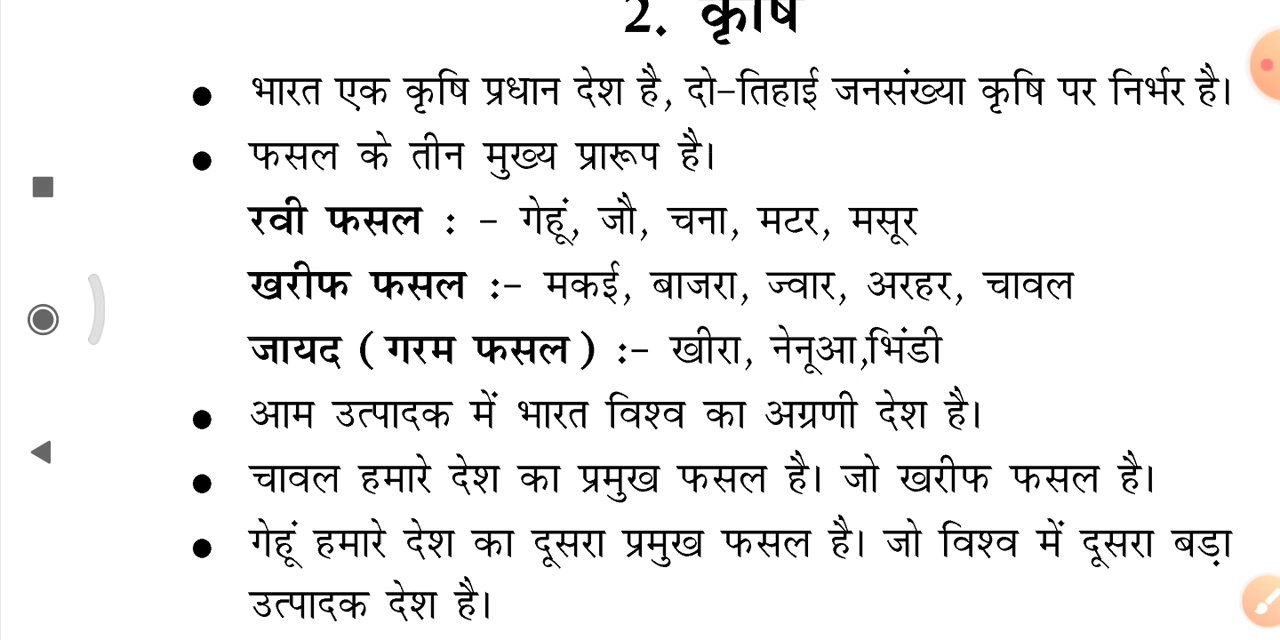 2. कृषि
● भारत एक कृषि प्रधान देश है, दो-तिहाई जनसंख्या कृषि पर निर्भर है।
● फसल के तीन मुख्य प्रारूप है।
रवी फसल : - गेहूं, जौ, चना, मटर, मसूर
खरीफ फसल :- मकई, बाजरा, ज्वार, अरहर, चावल
जायद ( गरम फसल ) :- खीरा, नेनूआ,भिंडी
● आम उत्पादक में भारत विश्व का अग्रणी देश है।
● चावल हमारे देश का प्रमुख फसल है। जो खरीफ फसल है।
● गेहूं हमारे देश का दूसरा प्रमुख फसल है। जो विश्व में दूसरा बड़ा
उत्पादक देश है।